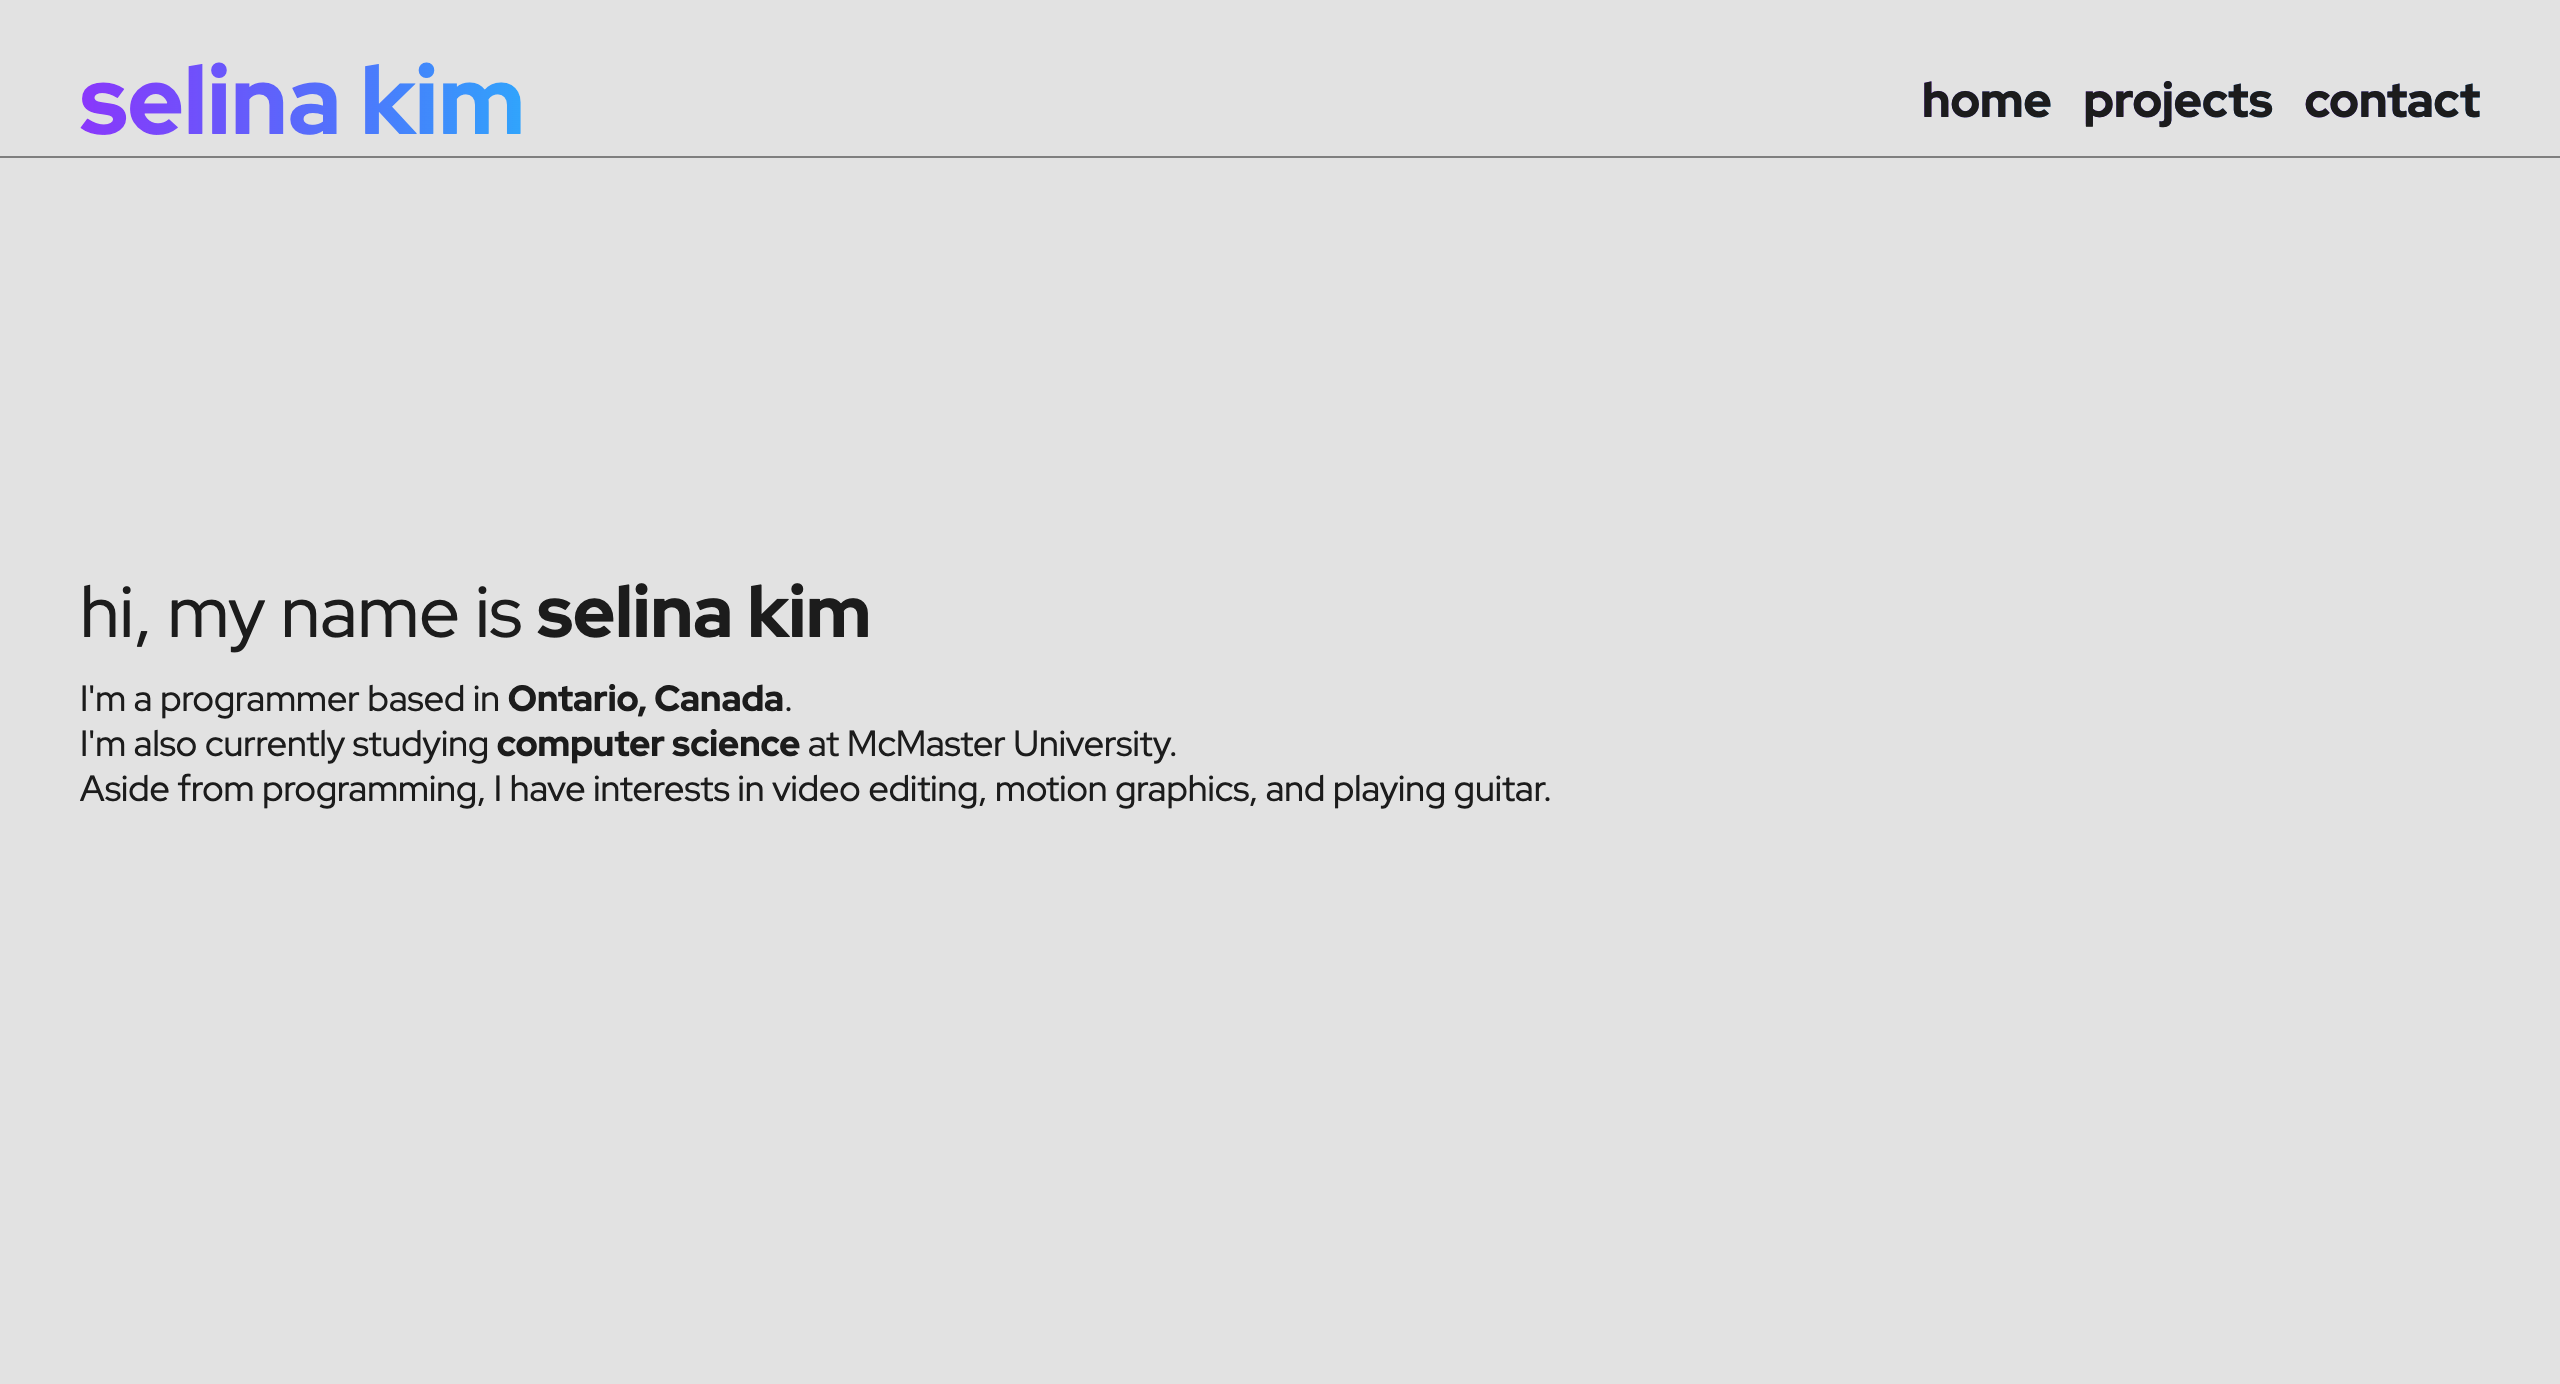 selina kim
home projects contact
hi, my name is selina kim
I'm a programmer based in Ontario, Canada.
I'm also currently studying computer science at McMaster University.
Aside from programming, I have interests in video editing, motion graphics, and playing guitar.